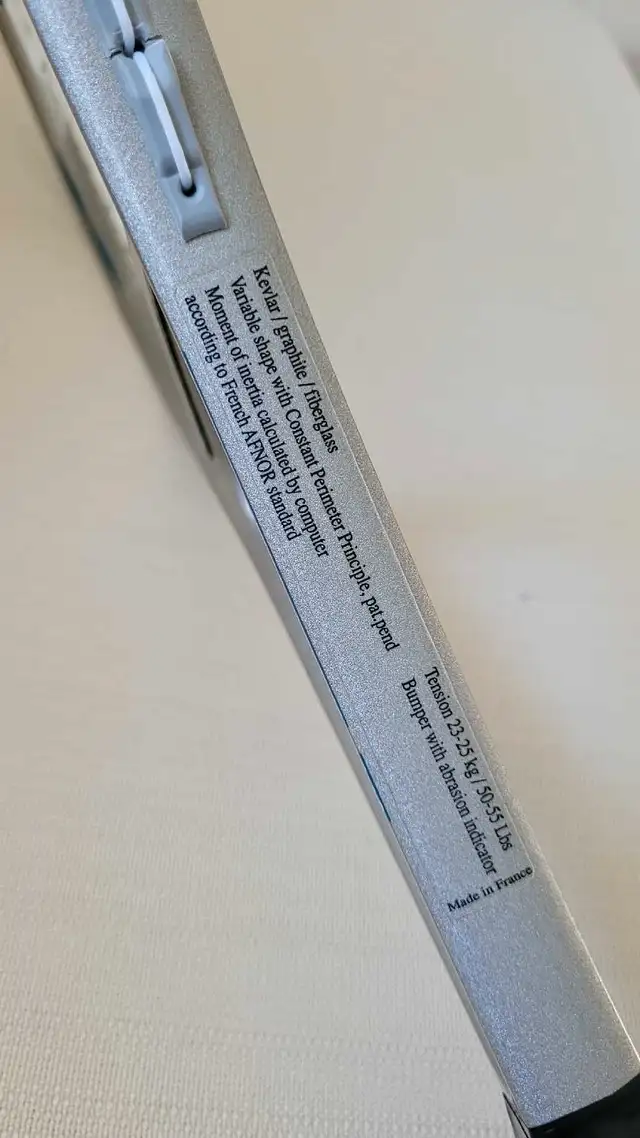 Kevlar / graphite / fiberglass
Variable shape with Constant Perimeter Principle, pat.pend
Moment of inertia calculated by computer
according to French AFNOR standard
Tension 23-25 kg / 50-55 Lbs
Bumper with abrasion indicator
Made in France